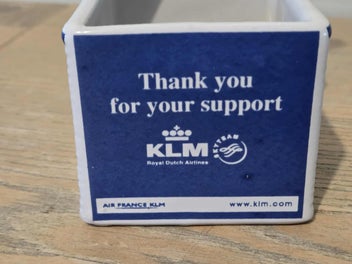 Thank you
for your support
KLM
Royal Dutch Airlines
SKYTEAM
AIR FRANCE KLM
www.klm.com